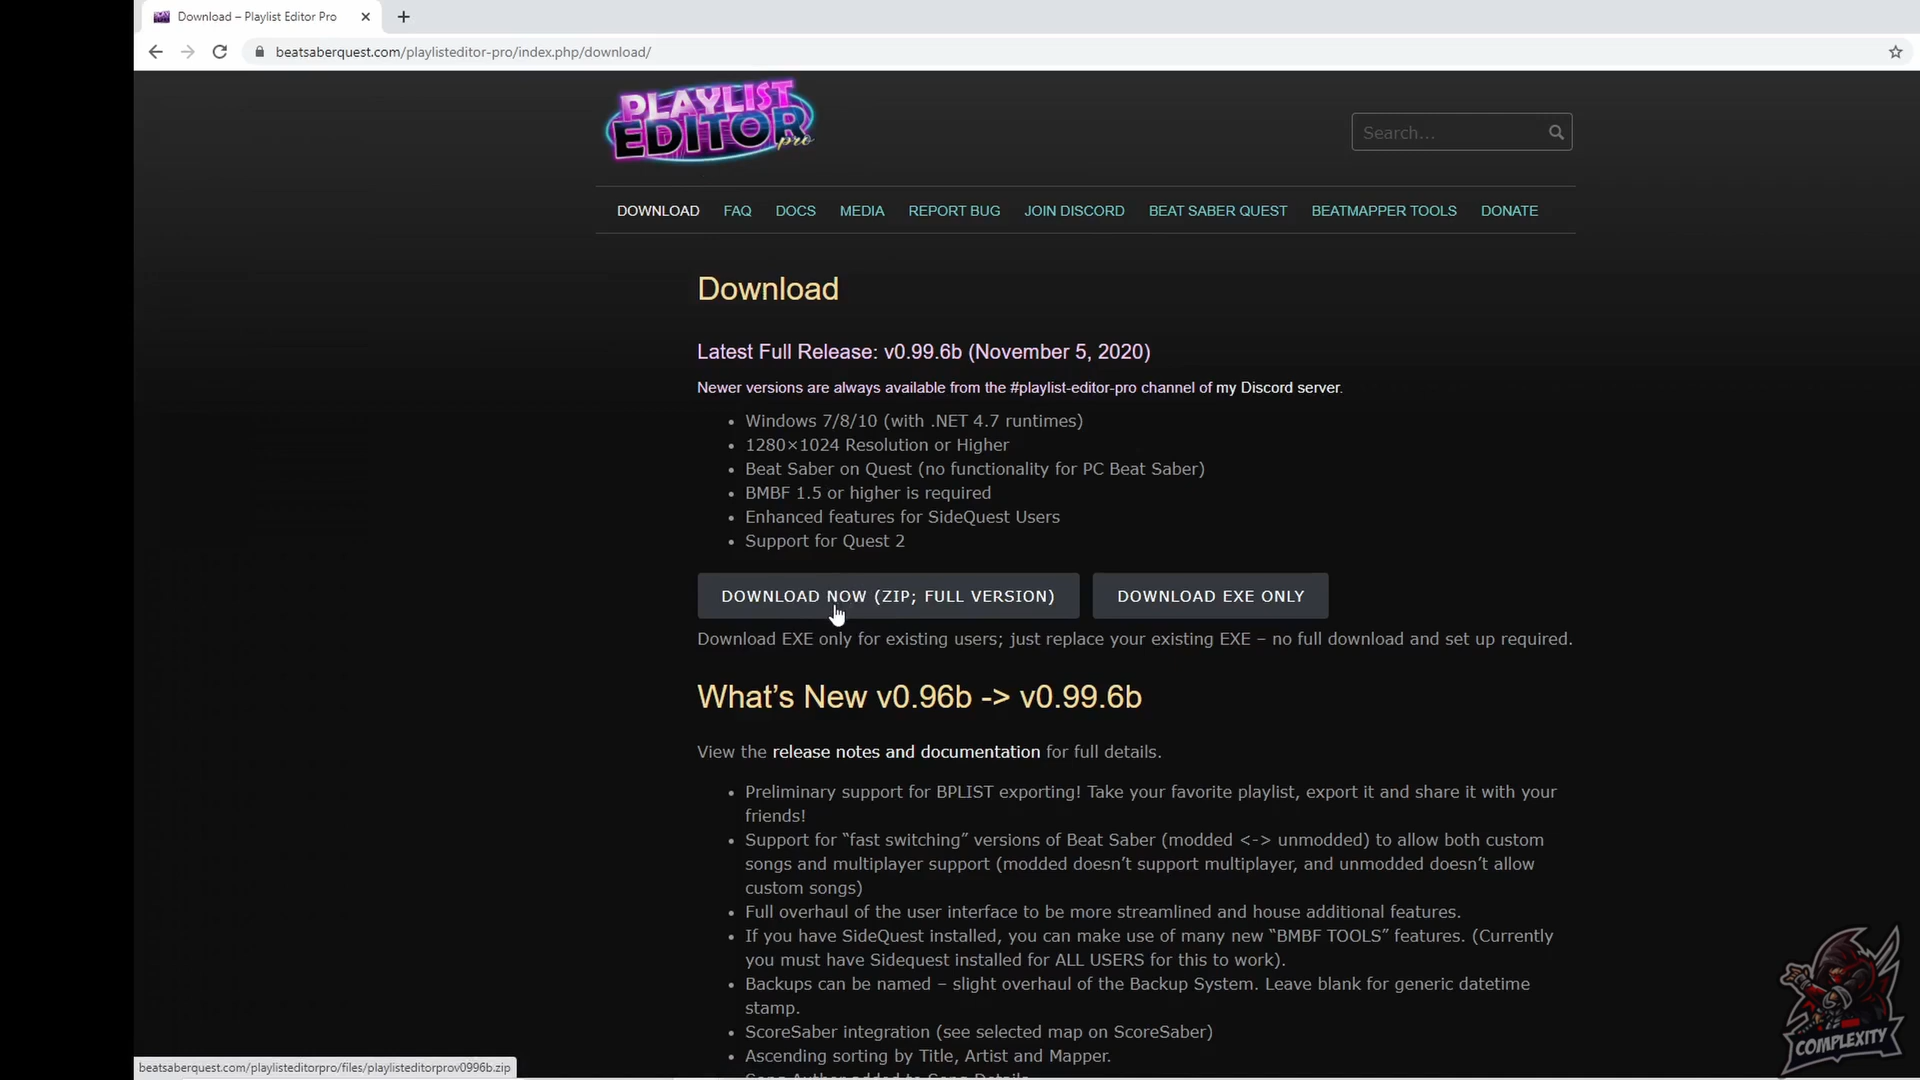 Download – Playlist Editor Pro
beatsaberquest.com/playlisteditor-pro/index.php/download/
PLAYLIST
EDITOR
pro
Search...
DOWNLOAD FAQ DOCS MEDIA REPORT BUG JOIN DISCORD BEAT SABER QUEST BEATMAPPER TOOLS DONATE
Download
Latest Full Release: v0.99.6b (November 5, 2020)
Newer versions are always available from the #playlist-editor-pro channel of my Discord server.
• Windows 7/8/10 (with .NET 4.7 runtimes)
• 1280×1024 Resolution or Higher
• Beat Saber on Quest (no functionality for PC Beat Saber)
• BMBF 1.5 or higher is required
• Enhanced features for SideQuest Users
• Support for Quest 2
DOWNLOAD NOW (ZIP; FULL VERSION) DOWNLOAD EXE ONLY
Download EXE only for existing users; just replace your existing EXE – no full download and set up required.
What’s New v0.96b -> v0.99.6b
View the release notes and documentation for full details.
• Preliminary support for BPLIST exporting! Take your favorite playlist, export it and share it with your
friends!
• Support for “fast switching” versions of Beat Saber (modded <-> unmodded) to allow both custom
songs and multiplayer support (modded doesn’t support multiplayer, and unmodded doesn’t allow
custom songs)
• Full overhaul of the user interface to be more streamlined and house additional features.
• If you have SideQuest installed, you can make use of many new “BMBF TOOLS” features. (Currently
you must have Sidequest installed for ALL USERS for this to work).
• Backups can be named – slight overhaul of the Backup System. Leave blank for generic datetime
stamp.
• ScoreSaber integration (see selected map on ScoreSaber)
• Ascending sorting by Title, Artist and Mapper.
Song Author added to Song Details
beatsaberquest.com/playlisteditorpro/files/playlisteditorprov0996b.zip
COMPLEXITY